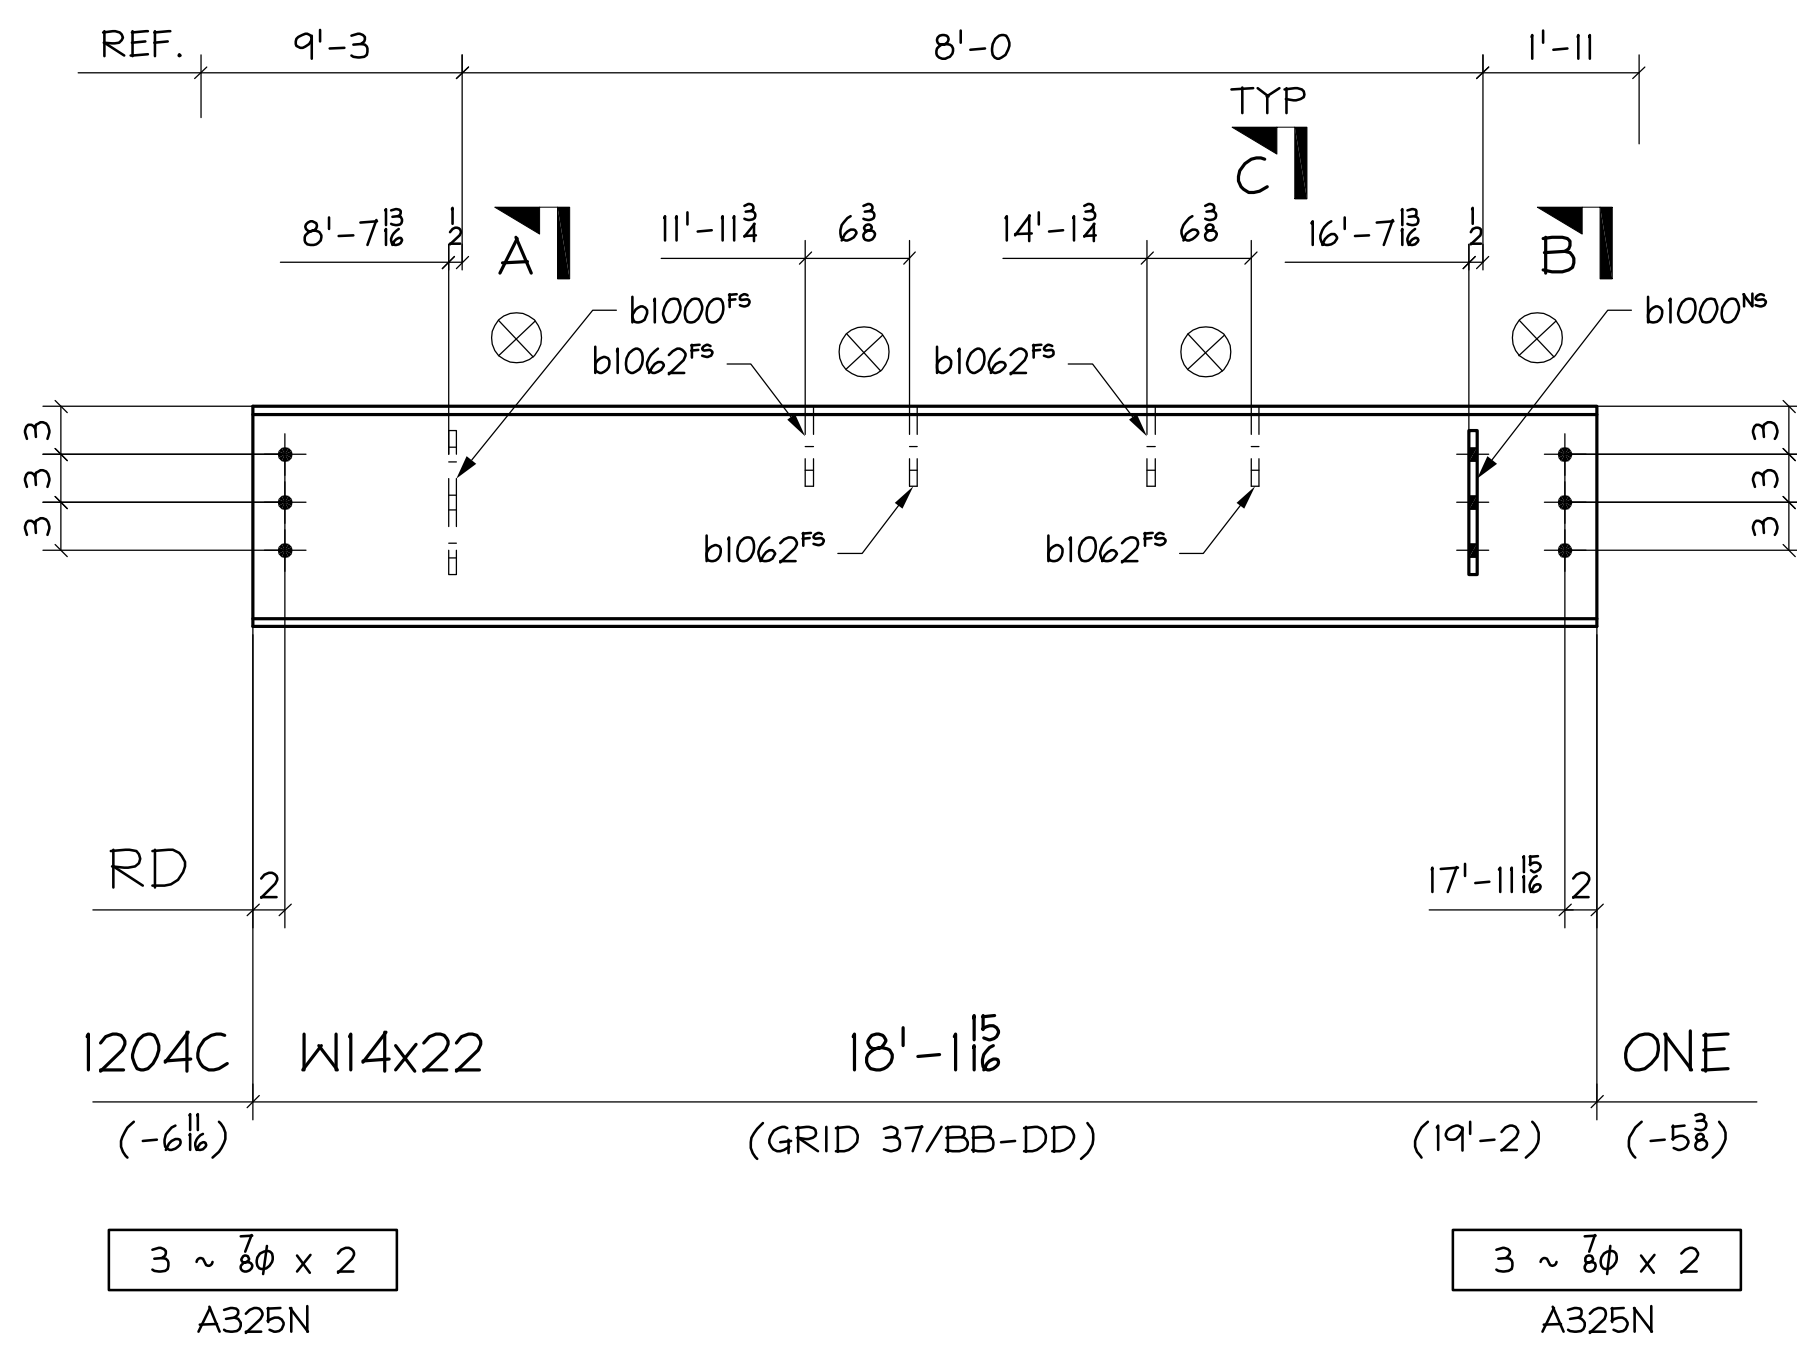 REF. 9'-3 8'-0 1'-11
TYP
C
8'-7 13/16 1/2 A 11'-11 3/4 6 3/8 14'-1 3/4 6 3/8 16'-7 13/16 1/2 B
b1000FS b1000NS
b1062FS b1062FS
3 3
3 3
3 3
b1062FS b1062FS
RD 2 17'-11 15/16 2
1204C W14x22 18'-1 15/16 ONE
(-6 11/16) (GRID 37/BB-DD) (19'-2) (-5 3/8)
3 ~ 7/8ϕ x 2 3 ~ 7/8ϕ x 2
A325N A325N